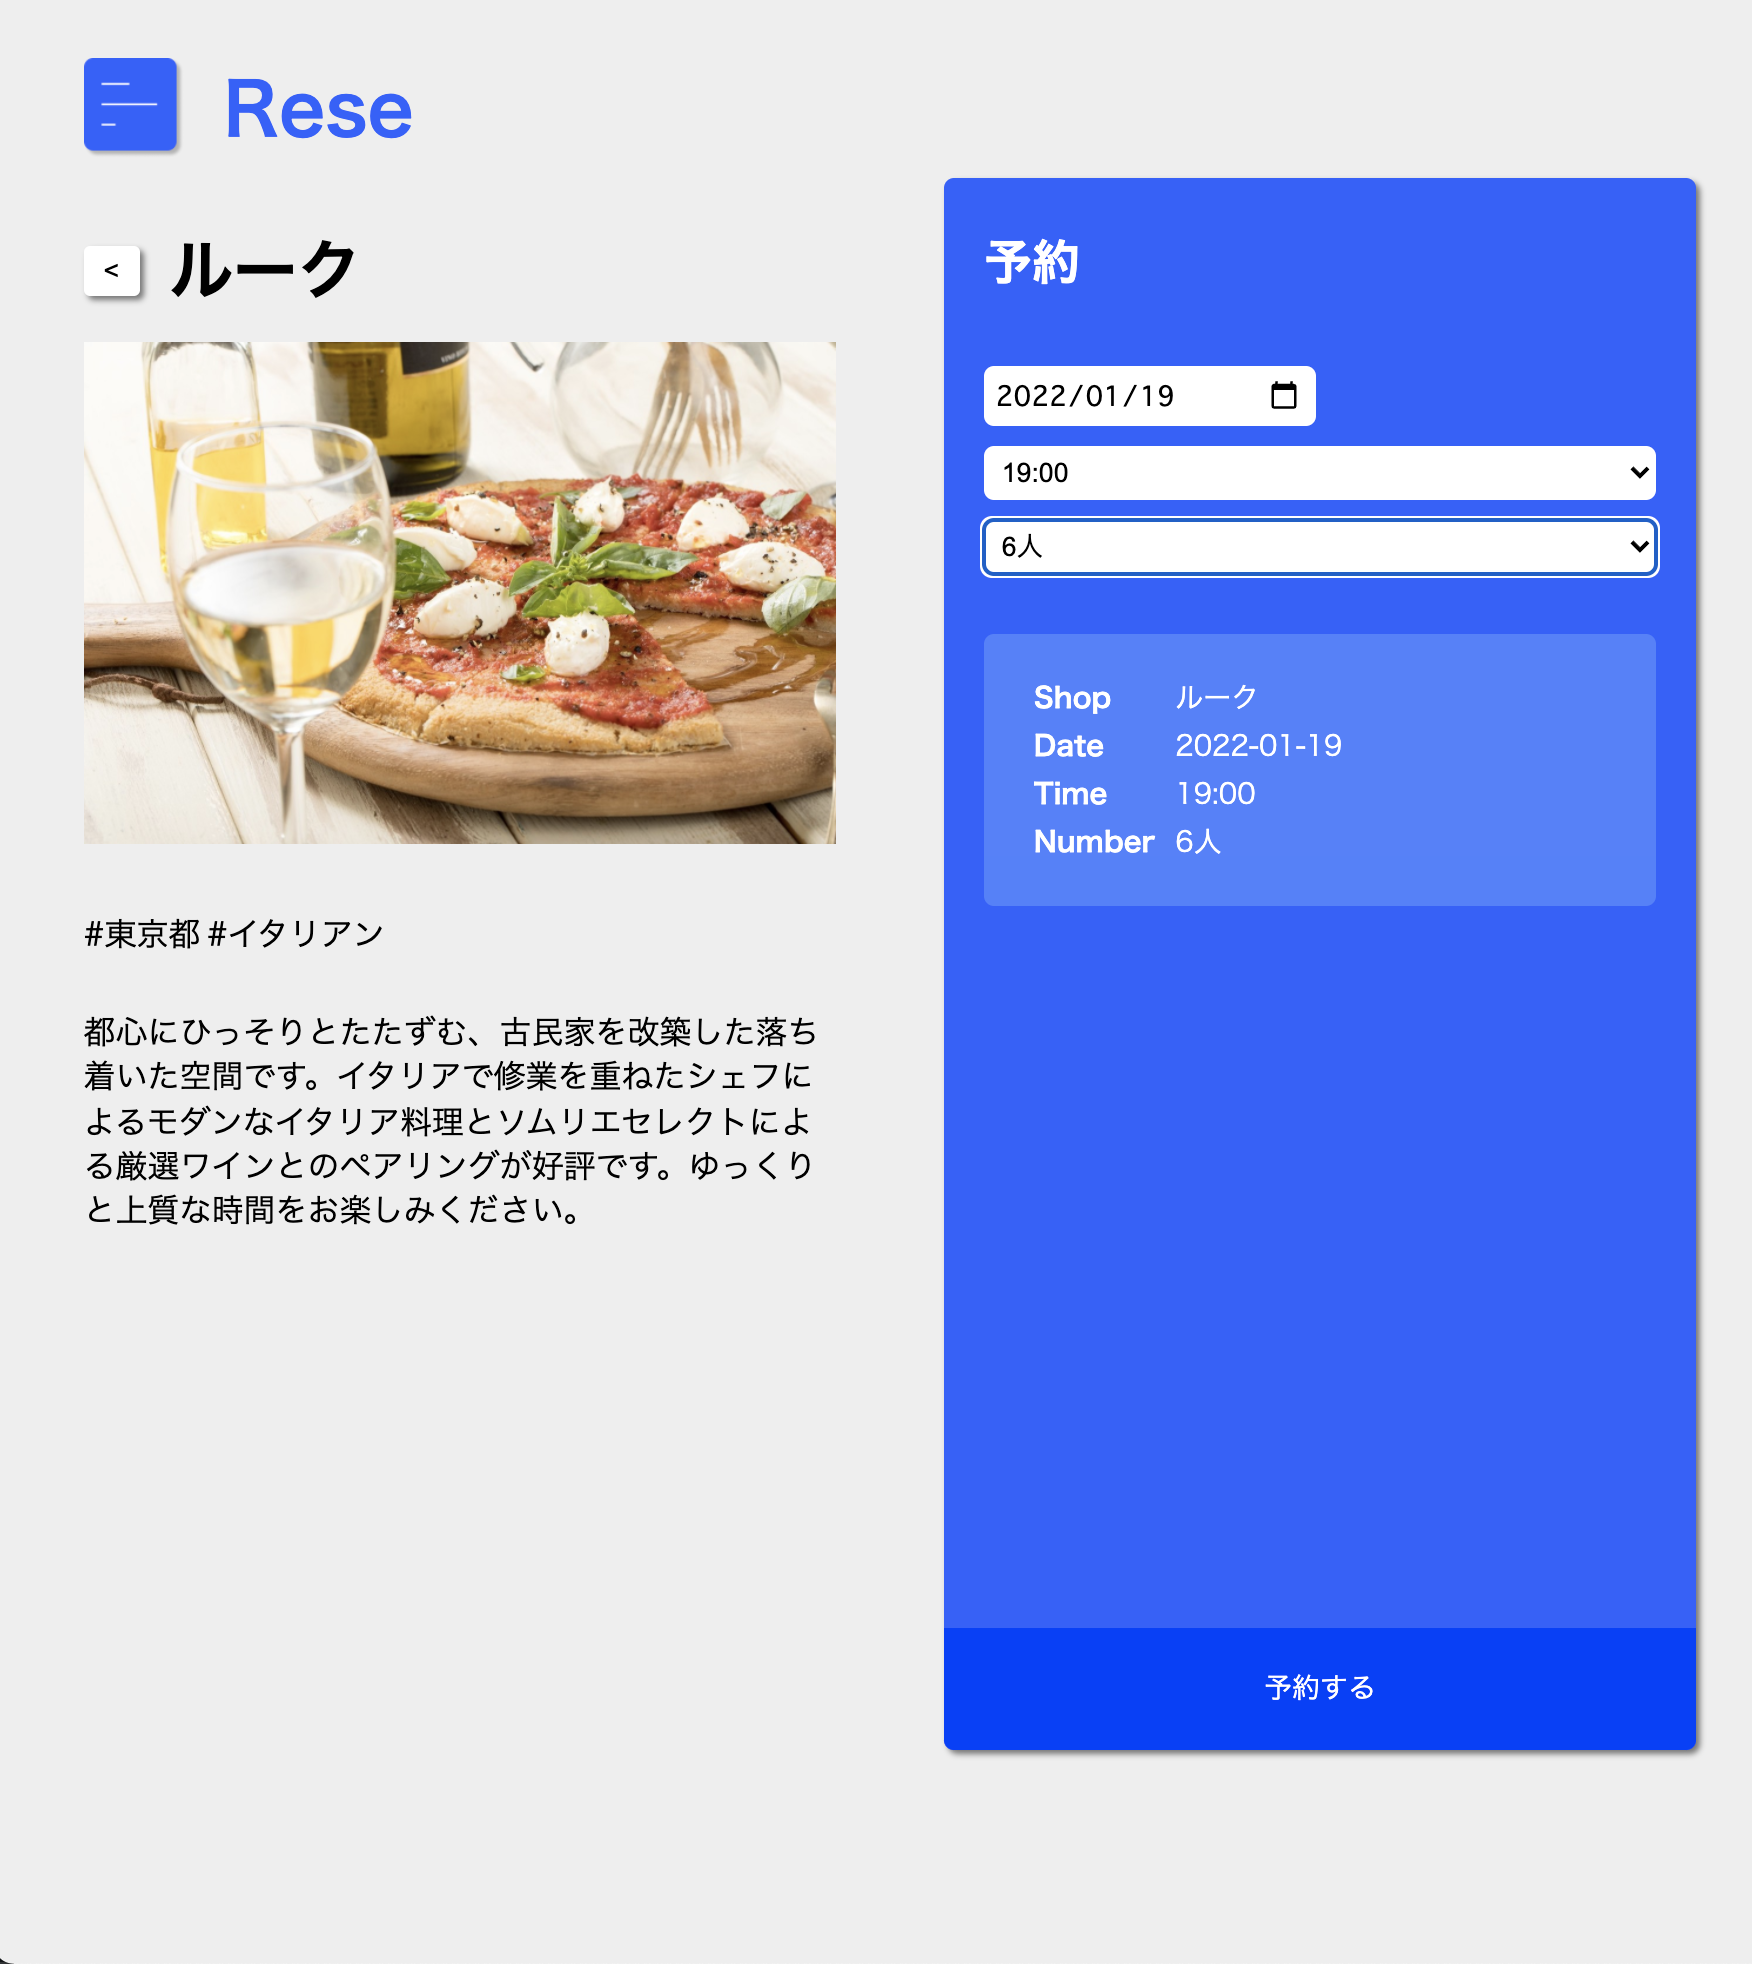 Rese
< ルーク
#東京都 #イタリアン
都心にひっそりとたたずむ、古民家を改築した落ち
着いた空間です。イタリアで修業を重ねたシェフに
よるモダンなイタリア料理とソムリエセレクトによ
る厳選ワインとのペアリングが好評です。ゆっくり
と上質な時間をお楽しみください。
予約
2022/01/19
19:00
6人
Shop ルーク
Date 2022-01-19
Time 19:00
Number 6人
予約する